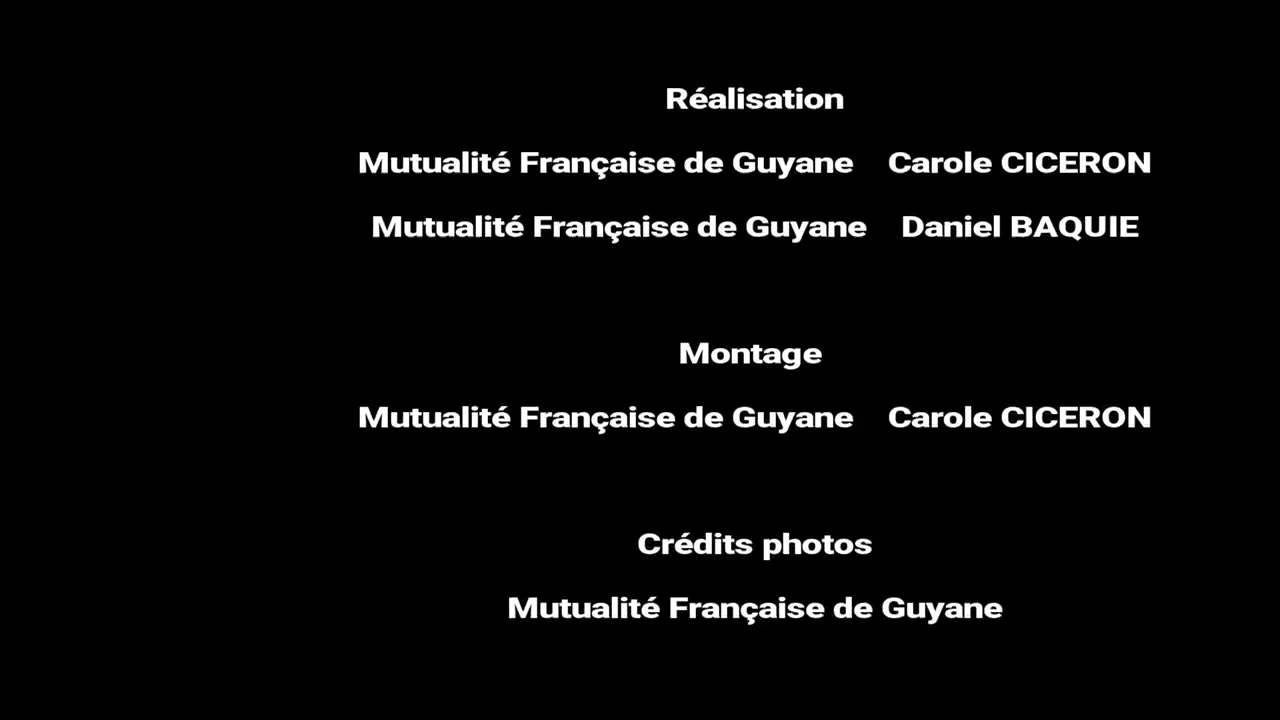 Réalisation
Mutualité Française de Guyane Carole CICERON
Mutualité Française de Guyane Daniel BAQUIE
Montage
Mutualité Française de Guyane Carole CICERON
Crédits photos
Mutualité Française de Guyane